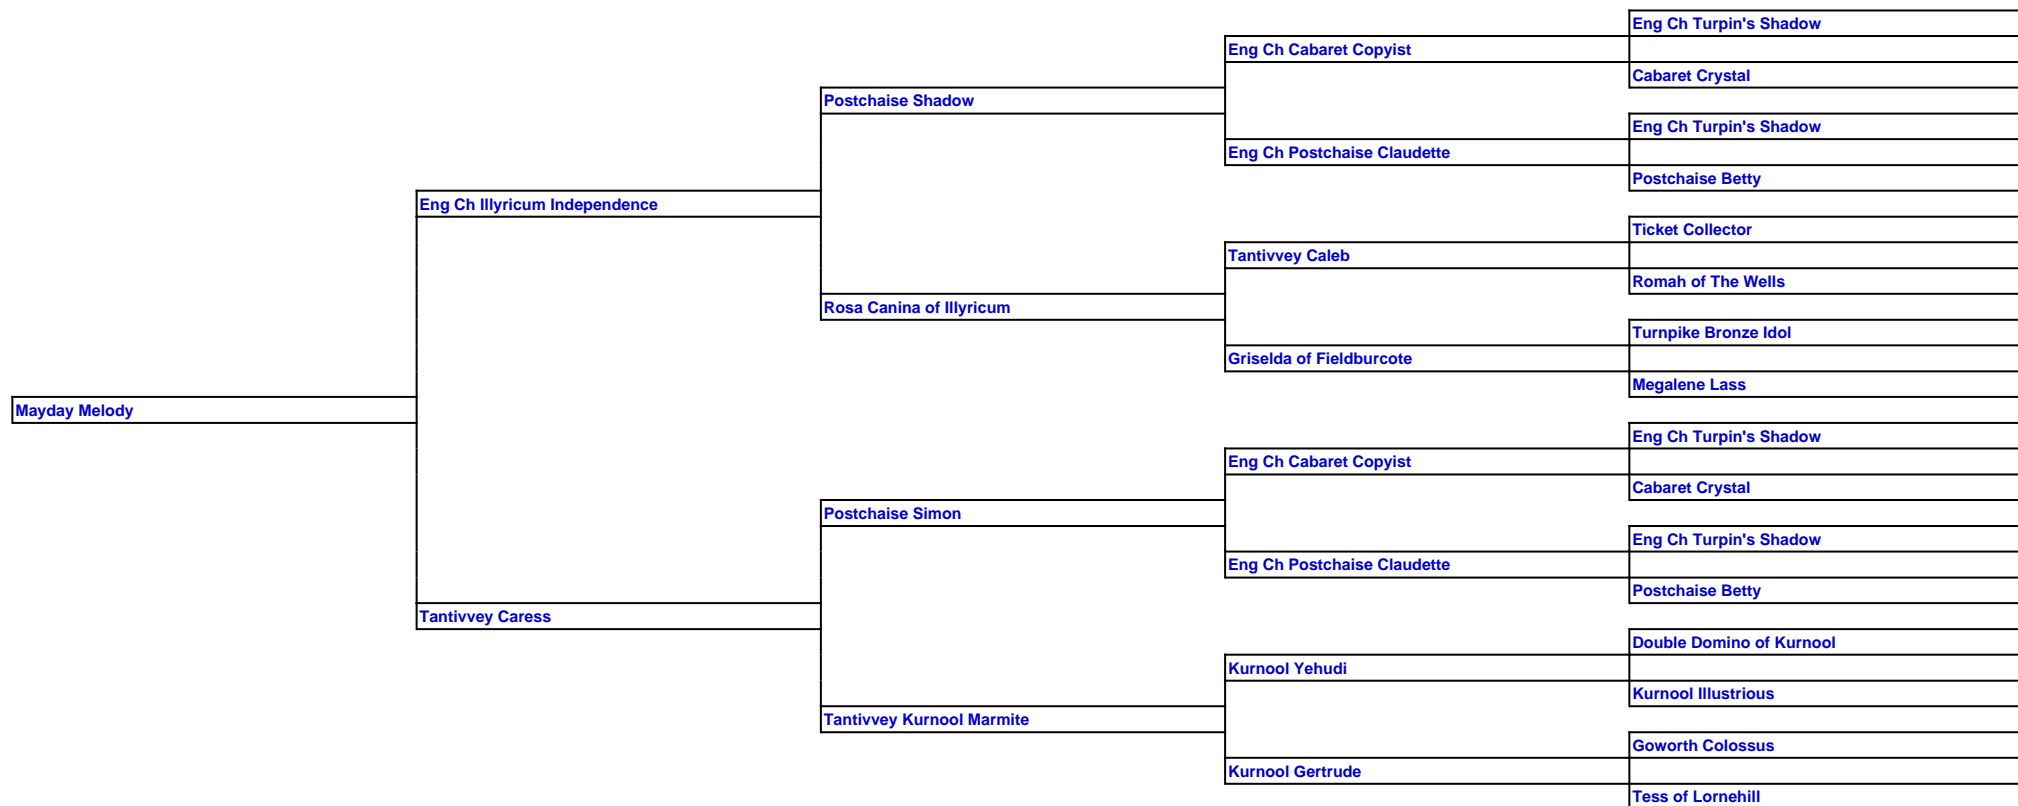 Eng Ch Turpin's Shadow
Eng Ch Cabaret Copyist
Cabaret Crystal
Postchaise Shadow
Eng Ch Turpin's Shadow
Eng Ch Postchaise Claudette
Postchaise Betty
Eng Ch Illyricum Independence
Ticket Collector
Tantivvey Caleb
Romah of The Wells
Rosa Canina of Illyricum
Turnpike Bronze Idol
Griselda of Fieldburcote
Megalene Lass
Mayday Melody
Eng Ch Turpin's Shadow
Eng Ch Cabaret Copyist
Cabaret Crystal
Postchaise Simon
Eng Ch Turpin's Shadow
Eng Ch Postchaise Claudette
Postchaise Betty
Tantivvey Caress
Double Domino of Kurnool
Kurnool Yehudi
Kurnool Illustrious
Tantivvey Kurnool Marmite
Goworth Colossus
Kurnool Gertrude
Tess of Lornehill